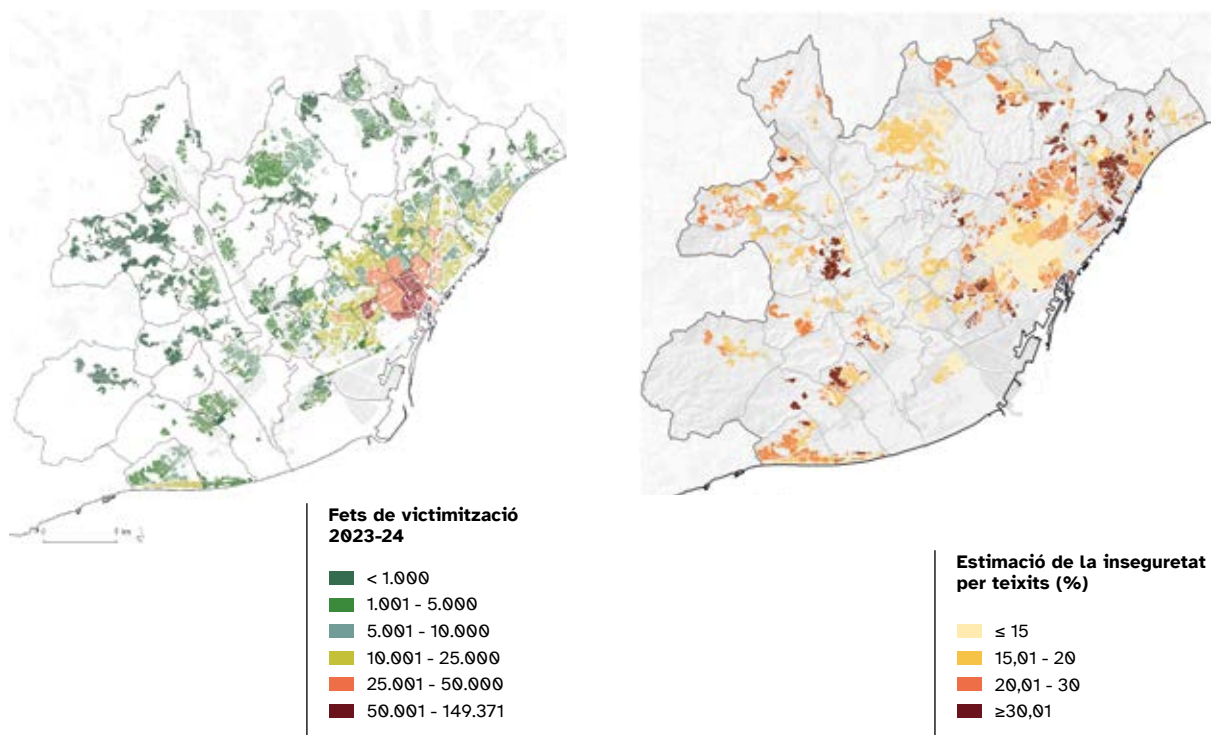 Fets de victimització
2023-24
< 1.000
1.001 - 5.000
5.001 - 10.000
10.001 - 25.000
25.001 - 50.000
50.001 - 149.371
Estimació de la inseguretat
per teixits (%)
≤ 15
15,01 - 20
20,01 - 30
≥30,01